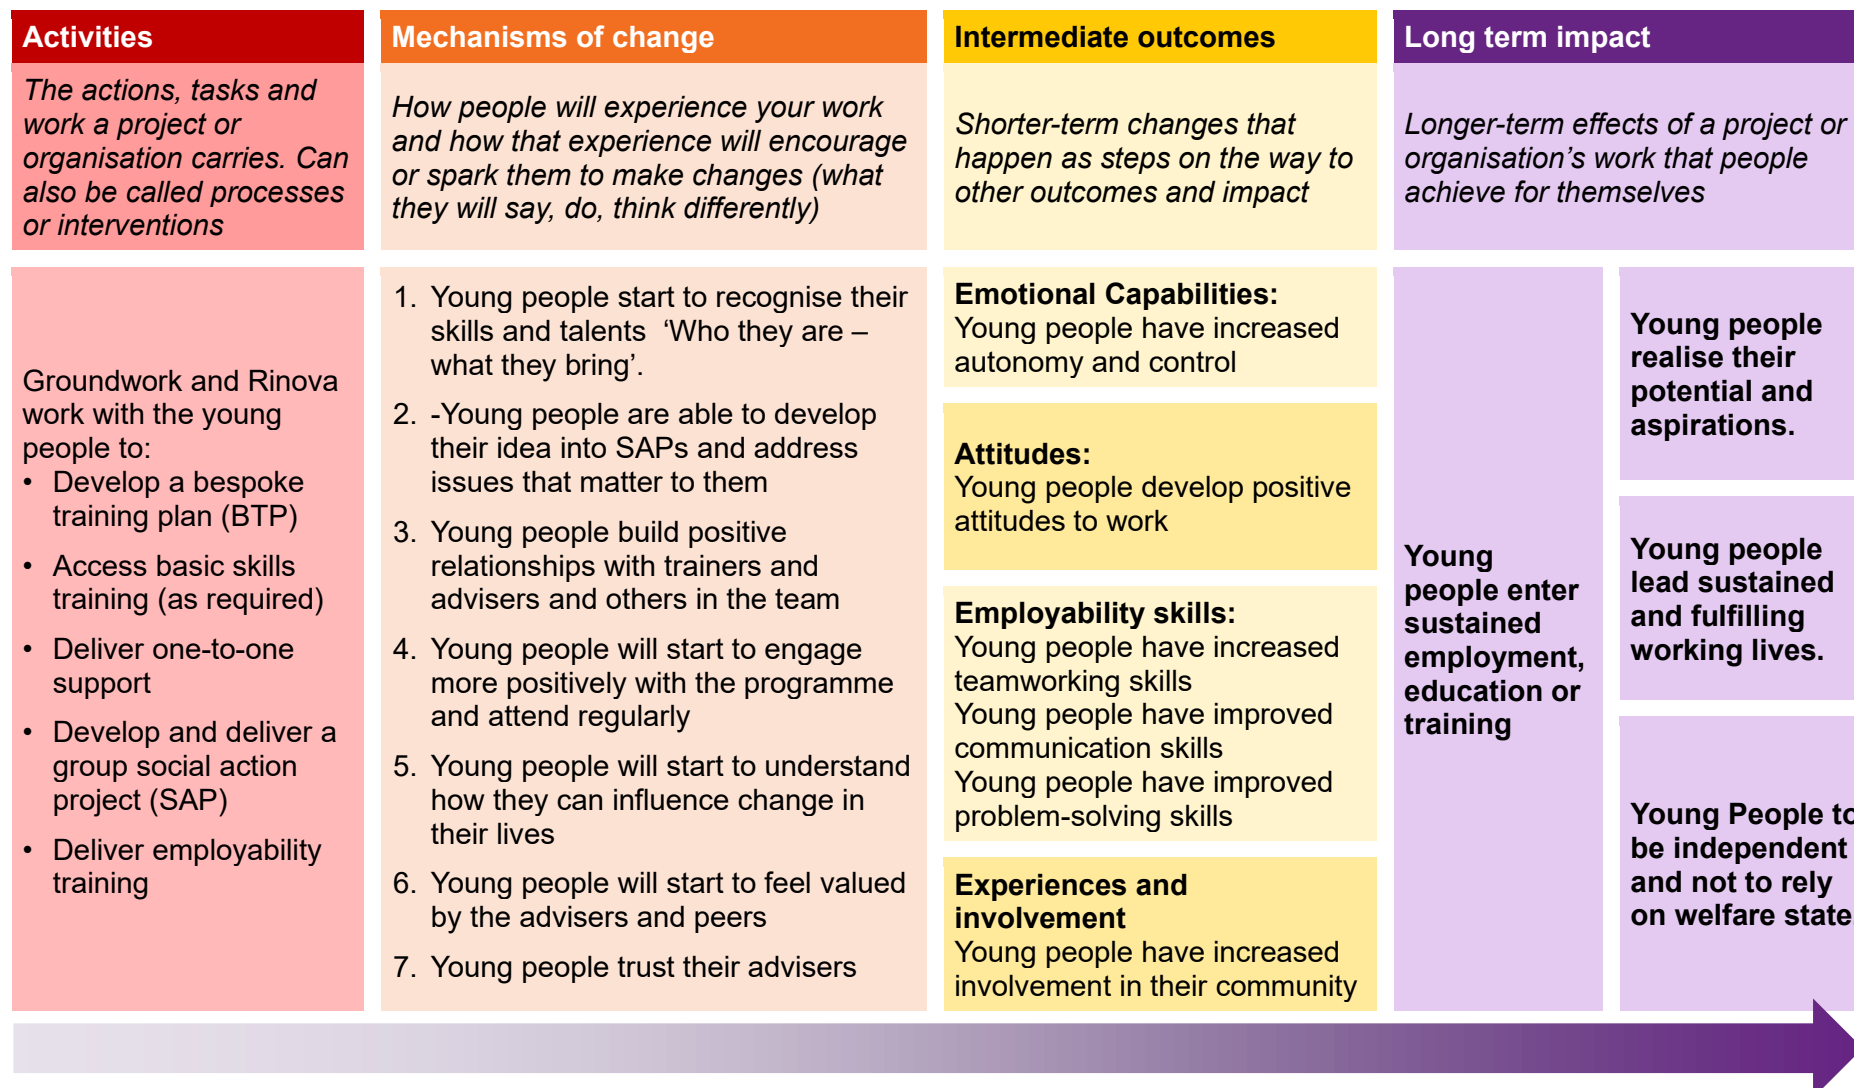 Activities
The actions, tasks and
work a project or
organisation carries. Can
also be called processes
or interventions
Groundwork and Rinova
work with the young
people to:
• Develop a bespoke
training plan (BTP)
• Access basic skills
training (as required)
• Deliver one-to-one
support
• Develop and deliver a
group social action
project (SAP)
• Deliver employability
training
Mechanisms of change
How people will experience your work
and how that experience will encourage
or spark them to make changes (what
they will say, do, think differently)
1. Young people start to recognise their
skills and talents ‘Who they are –
what they bring’.
2. -Young people are able to develop
their idea into SAPs and address
issues that matter to them
3. Young people build positive
relationships with trainers and
advisers and others in the team
4. Young people will start to engage
more positively with the programme
and attend regularly
5. Young people will start to understand
how they can influence change in
their lives
6. Young people will start to feel valued
by the advisers and peers
7. Young people trust their advisers
Intermediate outcomes
Shorter-term changes that
happen as steps on the way to
other outcomes and impact
Emotional Capabilities:
Young people have increased
autonomy and control
Attitudes:
Young people develop positive
attitudes to work
Employability skills:
Young people have increased
teamworking skills
Young people have improved
communication skills
Young people have improved
problem-solving skills
Experiences and
involvement
Young people have increased
involvement in their community
Long term impact
Longer-term effects of a project or
organisation’s work that people
achieve for themselves
Young
people enter
sustained
employment,
education or
training
Young people
realise their
potential and
aspirations.
Young people
lead sustained
and fulfilling
working lives.
Young People to
be independent
and not to rely
on welfare state.